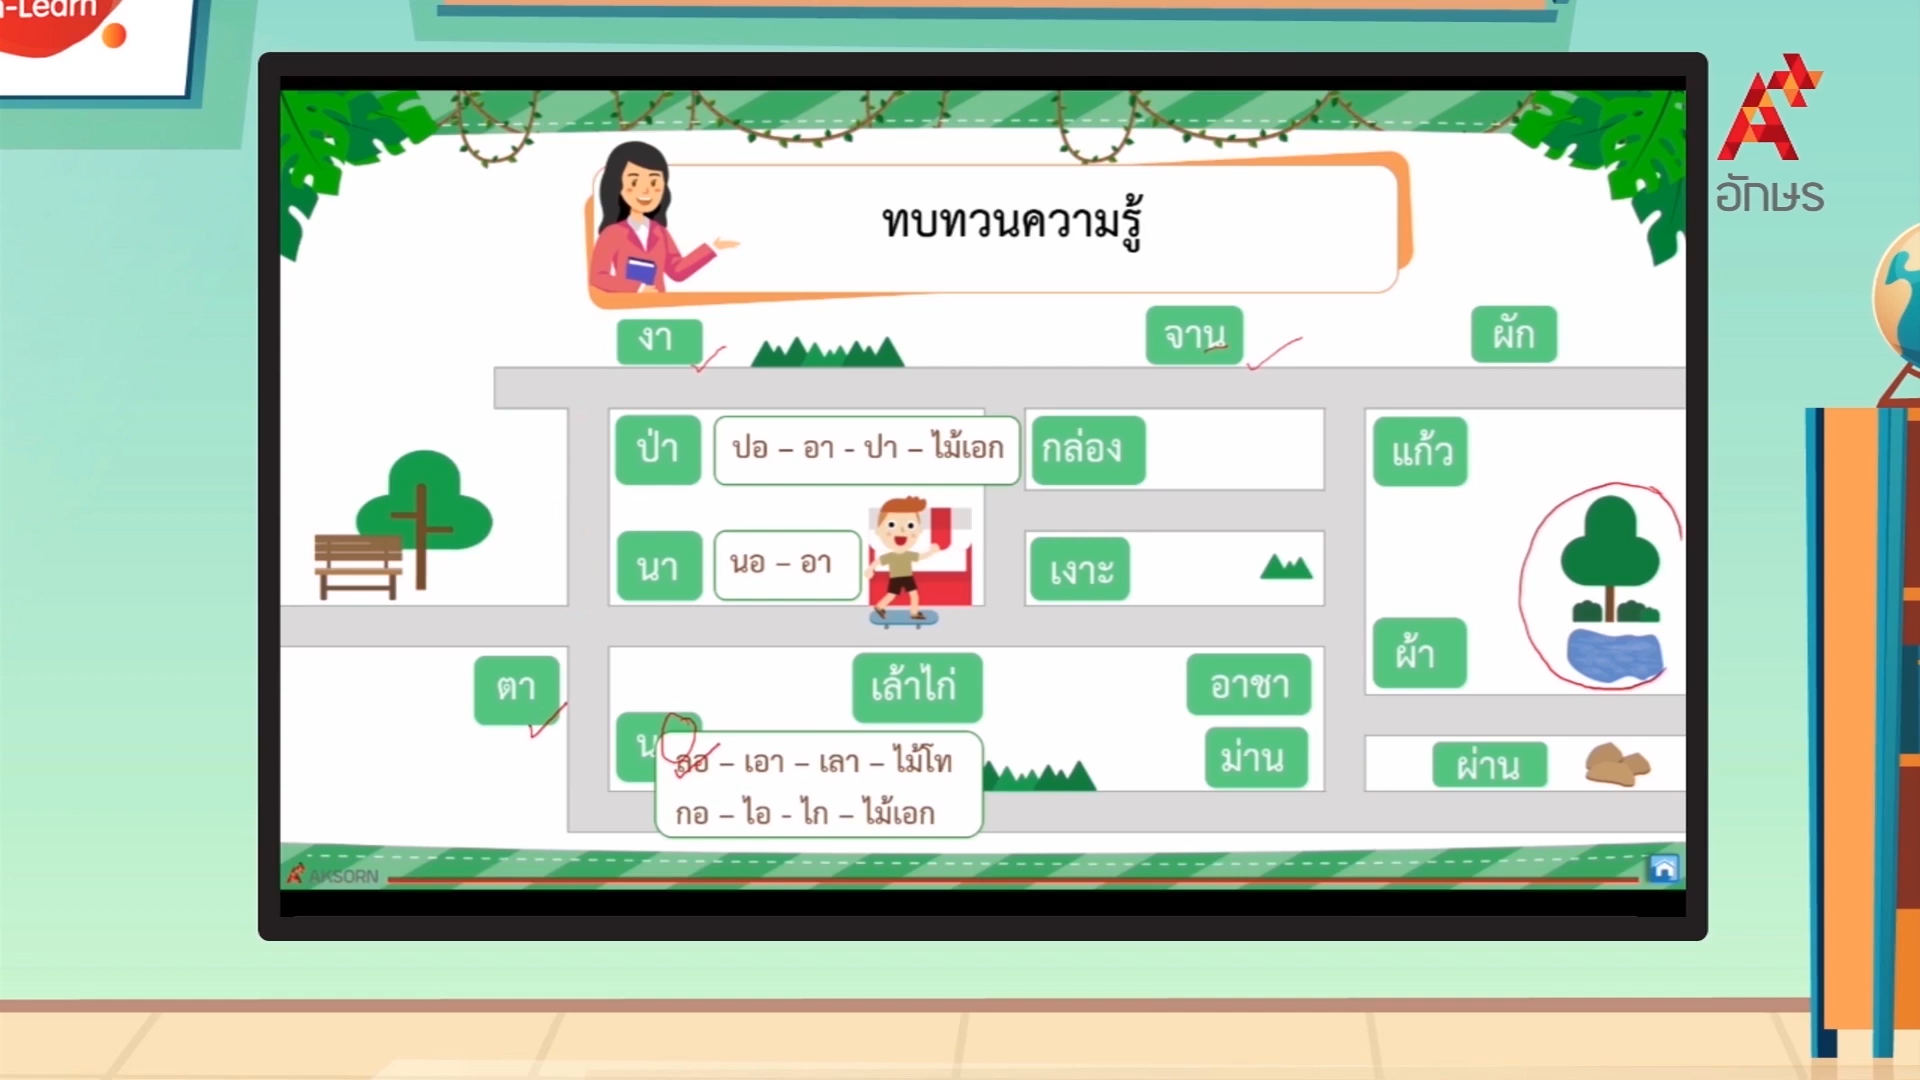 -Learn
อักษร
ทบทวนความรู้
งา
จาน
ผัก
ป่า
ปอ – อา - ปา – ไม้เอก
กล่อง
แก้ว
นา
นอ – อา
เงาะ
ผ้า
ตา
เล้าไก่
อาชา
ลอ – เอา – เลา – ไม้โท
กอ – ไอ - ไก – ไม้เอก
ม่าน
ผ่าน
AKSORN